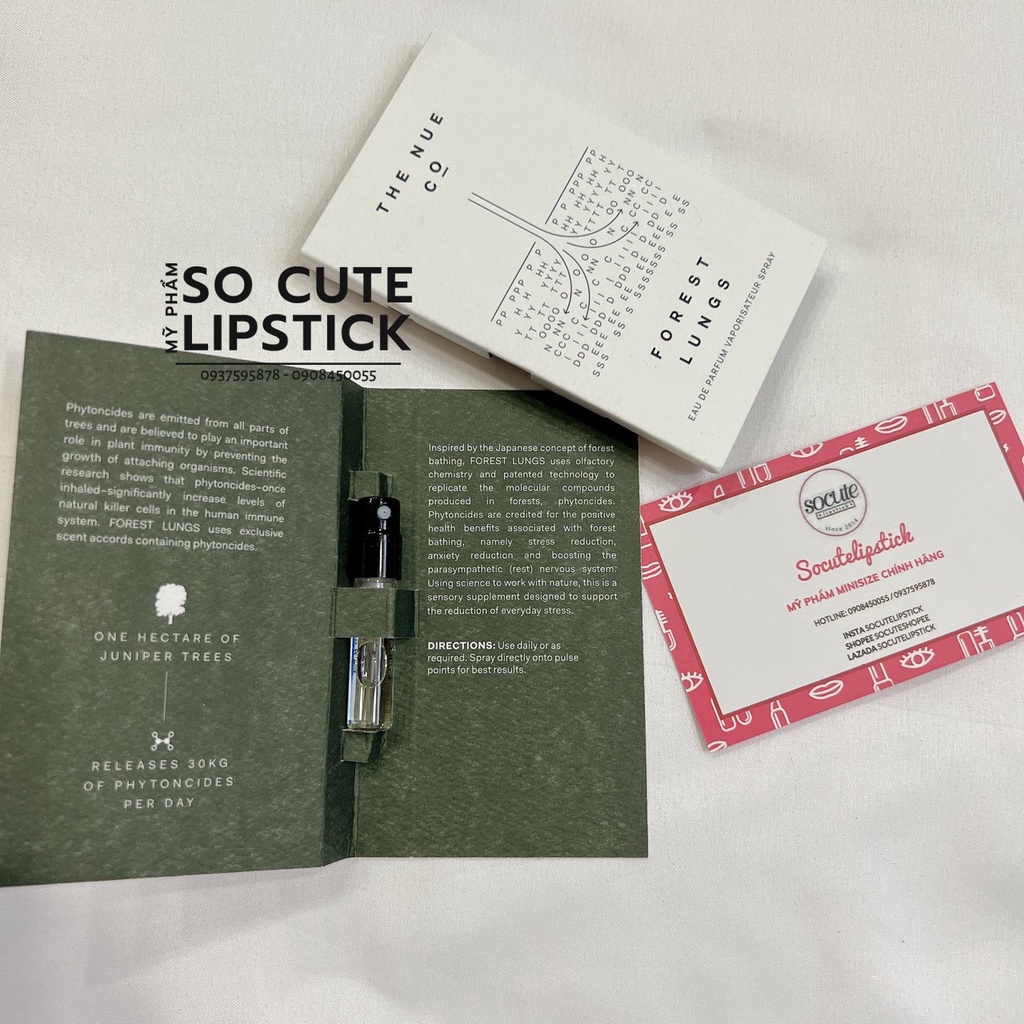 THE NUE
CO
FOREST
LUNGS
EAU DE PARFUM VAPORISATEUR SPRAY
MỸ PHẨM
SO CUTE
LIPSTICK
0937595878 - 0908450055
Phytoncides are emitted from all parts of
trees and are believed to play an important
role in plant immunity by preventing the
growth of attaching organisms. Scientific
research shows that phytoncides–once
inhaled–significantly increase levels of
natural killer cells in the human immune
system. FOREST LUNGS uses exclusive
scent accords containing phytoncides.
ONE HECTARE OF
JUNIPER TREES
RELEASES 30KG
OF PHYTONCIDES
PER DAY
Inspired by the Japanese concept of forest
bathing, FOREST LUNGS uses olfactory
chemistry and patented technology to
replicate the molecular compounds
produced in forests, phytoncides.
Phytoncides are credited for the positive
health benefits associated with forest
bathing, namely stress reduction,
anxiety reduction and boosting the
parasympathetic (rest) nervous system.
Using science to work with nature, this is a
sensory supplement designed to support
the reduction of everyday stress.
DIRECTIONS: Use daily or as
required. Spray directly onto pulse
points for best results.
socute
since 2014
Socutelipstick
MỸ PHẨM MINISIZE CHÍNH HÃNG
HOTLINE: 0908450055 / 0937595878
INSTA SOCUTELIPSTICK
SHOPEE SOCUTESHOPEE
LAZADA SOCUTELIPSTICK